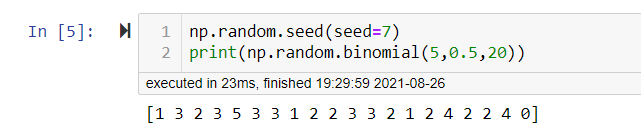 In [5]:
1 np.random.seed(seed=7)
2 print(np.random.binomial(5,0.5,20))
executed in 23ms, finished 19:29:59 2021-08-26
[1 3 2 3 5 3 3 1 2 2 3 3 2 1 2 4 2 2 4 0]